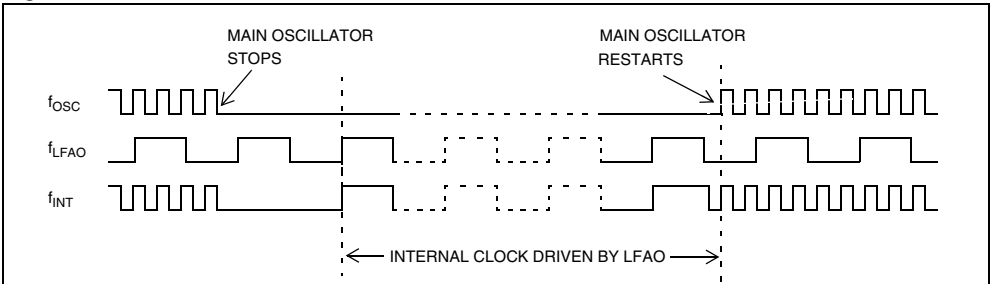 MAIN OSCILLATOR
STOPS
MAIN OSCILLATOR
RESTARTS
fOSC
fLFAO
fINT
INTERNAL CLOCK DRIVEN BY LFAO